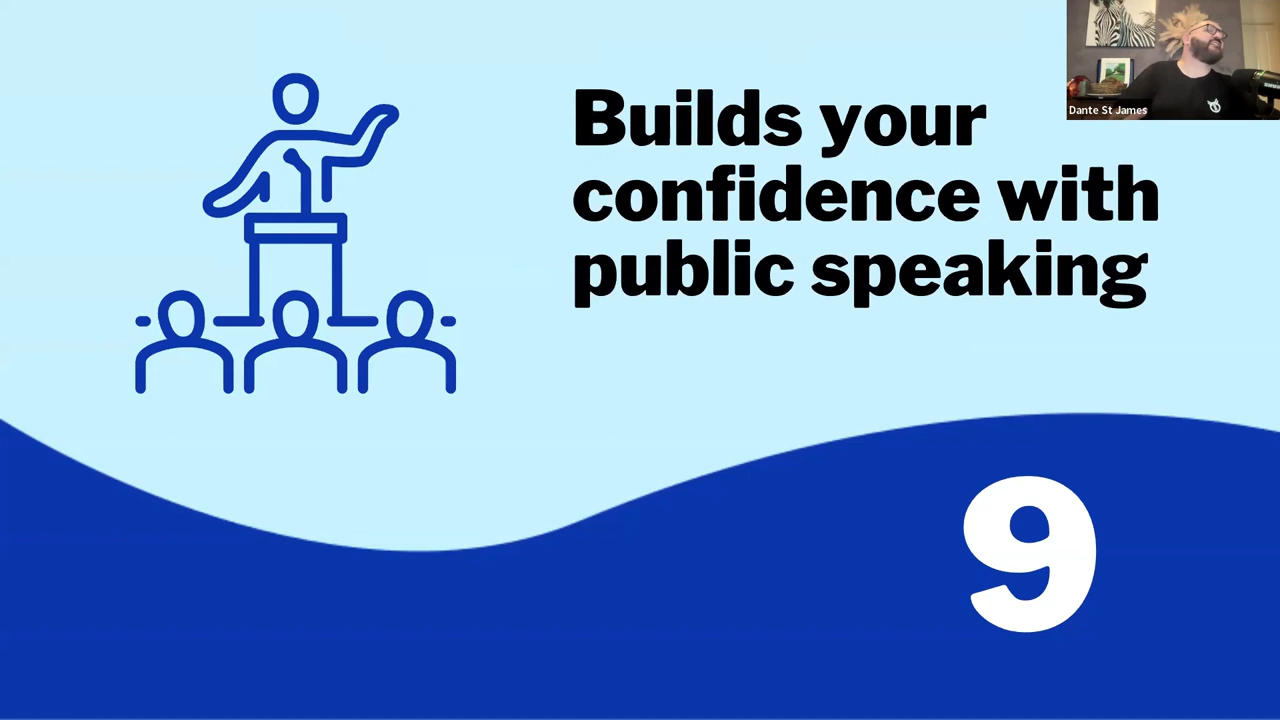 Builds your
confidence with
public speaking
Dante St James
9